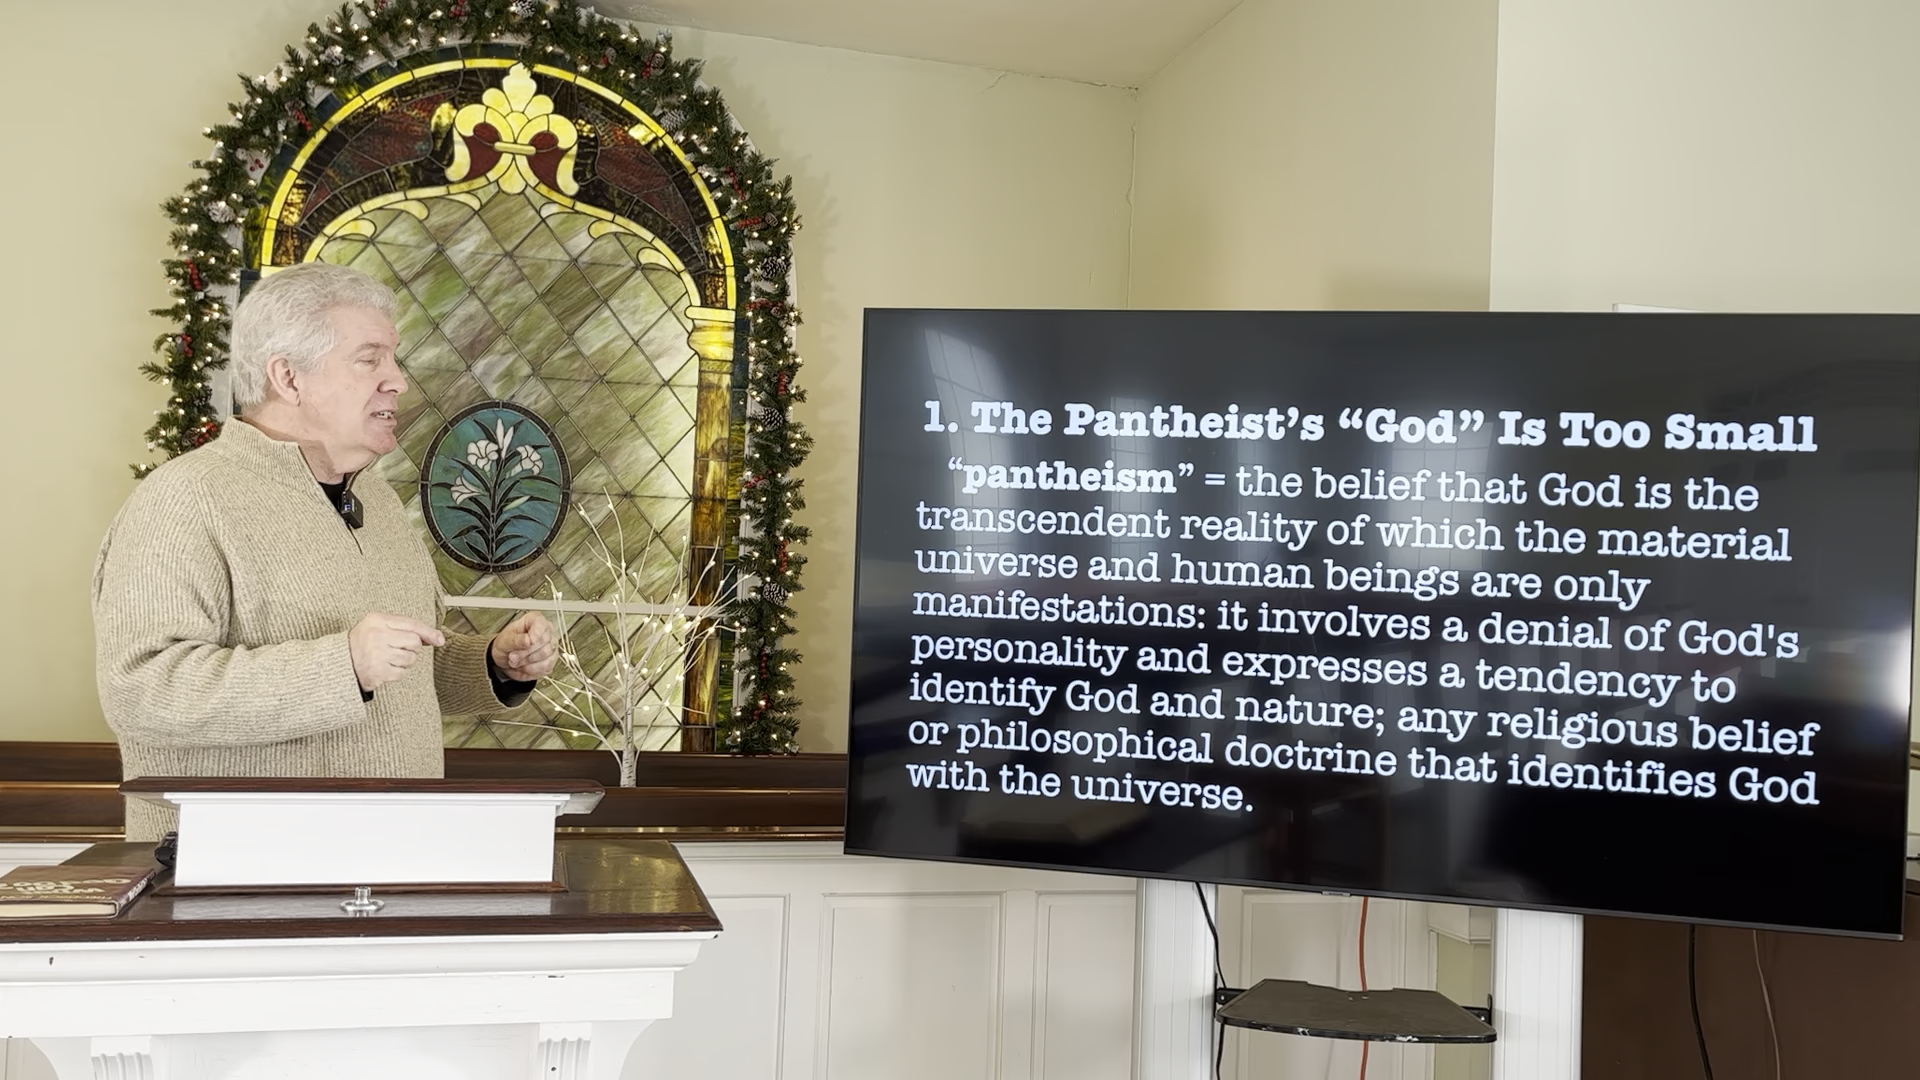 1. The Pantheist’s “God” Is Too Small
“pantheism” = the belief that God is the
transcendent reality of which the material
universe and human beings are only
manifestations: it involves a denial of God's
personality and expresses a tendency to
identify God and nature; any religious belief
or philosophical doctrine that identifies God
with the universe.